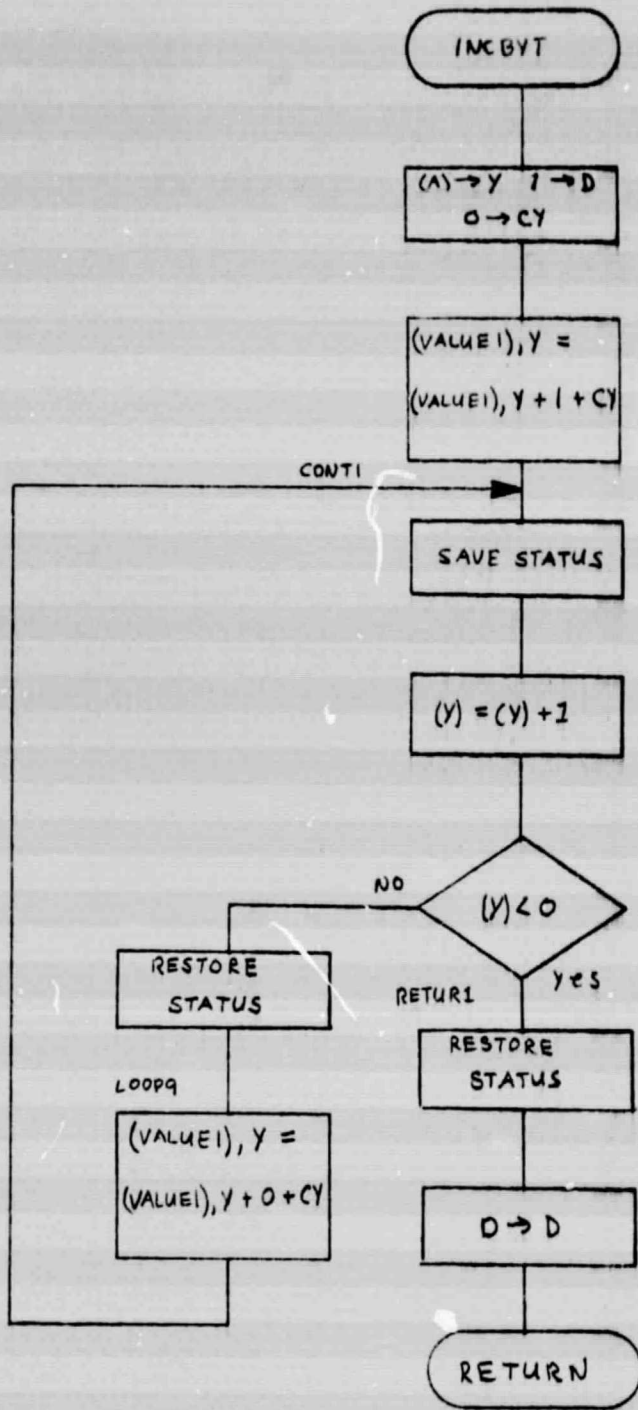 INCBYT
(A) → Y 1 → D
0 → CY
(VALUE1), Y =
(VALUE1), Y + 1 + CY
CONT1
SAVE STATUS
(Y) = (Y) + 1
NO
(Y) < 0
yes
RESTORE
STATUS
RETUR1
RESTORE
STATUS
LOOP9
(VALUE1), Y =
(VALUE1), Y + 0 + CY
0 → D
RETURN